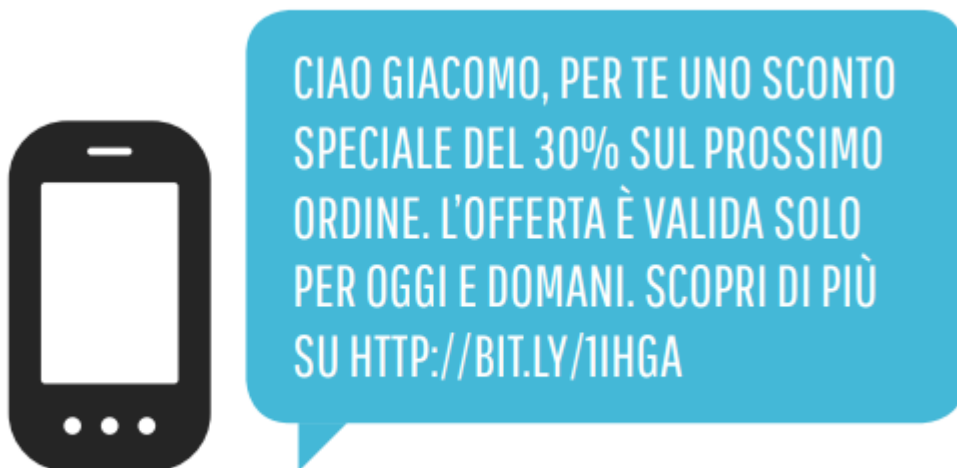 CIAO GIACOMO, PER TE UNO SCONTO
SPECIALE DEL 30% SUL PROSSIMO
ORDINE. L'OFFERTA È VALIDA SOLO
PER OGGI E DOMANI. SCOPRI DI PIÙ
SU HTTP://BIT.LY/1IHGA